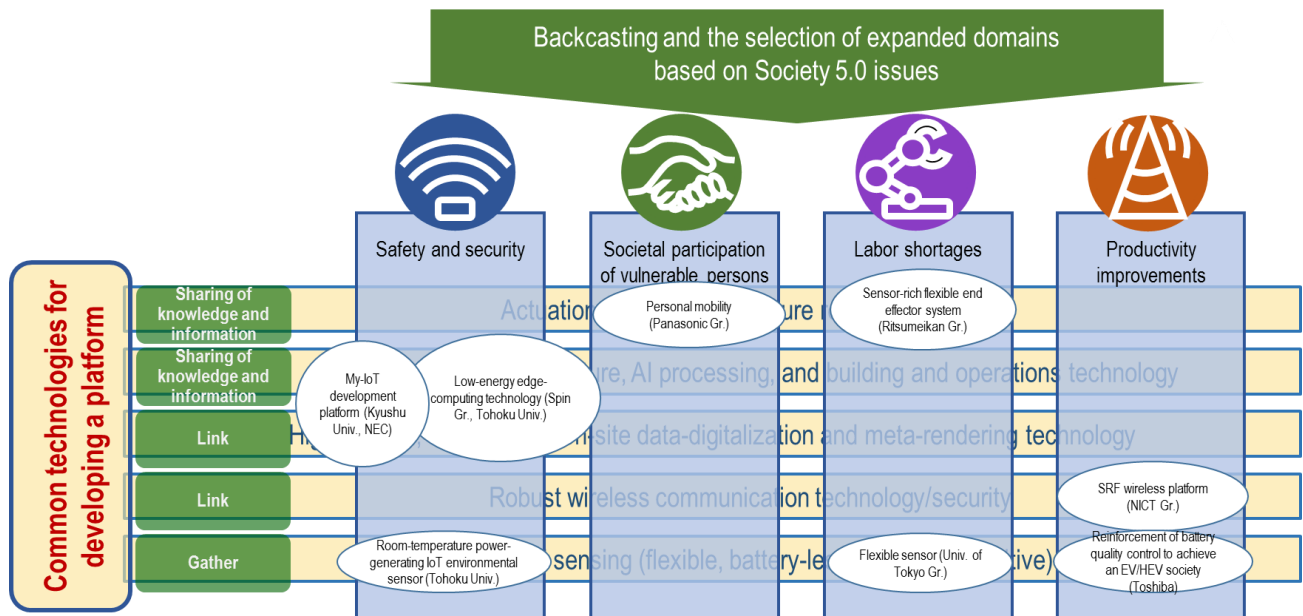 Backcasting and the selection of expanded domains
based on Society 5.0 issues
Safety and security
Societal participation
of vulnerable persons
Labor shortages
Productivity
improvements
Common technologies for
developing a platform
Sharing of
knowledge and
information
Actuation
ure
Personal mobility
(Panasonic Gr.)
Sensor-rich flexible end
effector system
(Ritsumeikan Gr.)
Sharing of
knowledge and
information
re, AI processing, and building and operations technology
My-IoT
development
platform (Kyushu
Univ., NEC)
Low-energy edge-
computing technology (Spin
Gr., Tohoku Univ.)
Link
-site data-digitalization and meta-rendering technology
Link
Robust wireless communication technology/security
SRF wireless platform
(NICT Gr.)
Gather
Room-temperature power-
generating IoT environmental
sensor (Tohoku Univ.)
sensing (flexible, battery-le
Flexible sensor (Univ. of
Tokyo Gr.)
tive)
Reinforcement of battery
quality control to achieve
an EV/HEV society
(Toshiba)